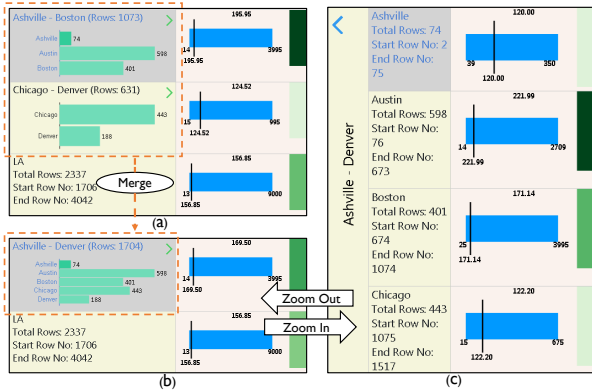 Ashville - Boston (Rows: 1073)
Ashville 74
Austin 598
Boston 401
195.95
14 3995
195.95
Chicago - Denver (Rows: 631)
Chicago 443
Denver 188
124.52
15 995
124.52
LA
Total Rows: 2337
Start Row No: 1706
End Row No: 4042
Merge
156.85
13 9000
156.85
(a)
Ashville - Denver (Rows: 1704)
Ashville 74
Austin 598
Boston 401
Chicago 443
Denver 188
169.50
14 3995
169.50
LA
Total Rows: 2337
Start Row No: 1706
End Row No: 4042
156.85
13 9000
156.85
(b)
Zoom Out
Zoom In
Ashville - Denver
Ashville
Total Rows: 74
Start Row No: 2
End Row No:
75
120.00
39 350
120.00
Austin
Total Rows: 598
Start Row No:
76
End Row No:
673
221.99
14 2709
221.99
Boston
Total Rows: 401
Start Row No:
674
End Row No:
1074
171.14
25 3995
171.14
Chicago
Total Rows: 443
Start Row No:
1075
End Row No:
1517
122.20
15 675
122.20
(c)